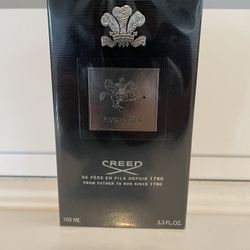 AVENTUS
CREED
DE PÈRE EN FILS DEPUIS 1760
FROM FATHER TO SON SINCE 1760
100 ML 3.3 FL.OZ.